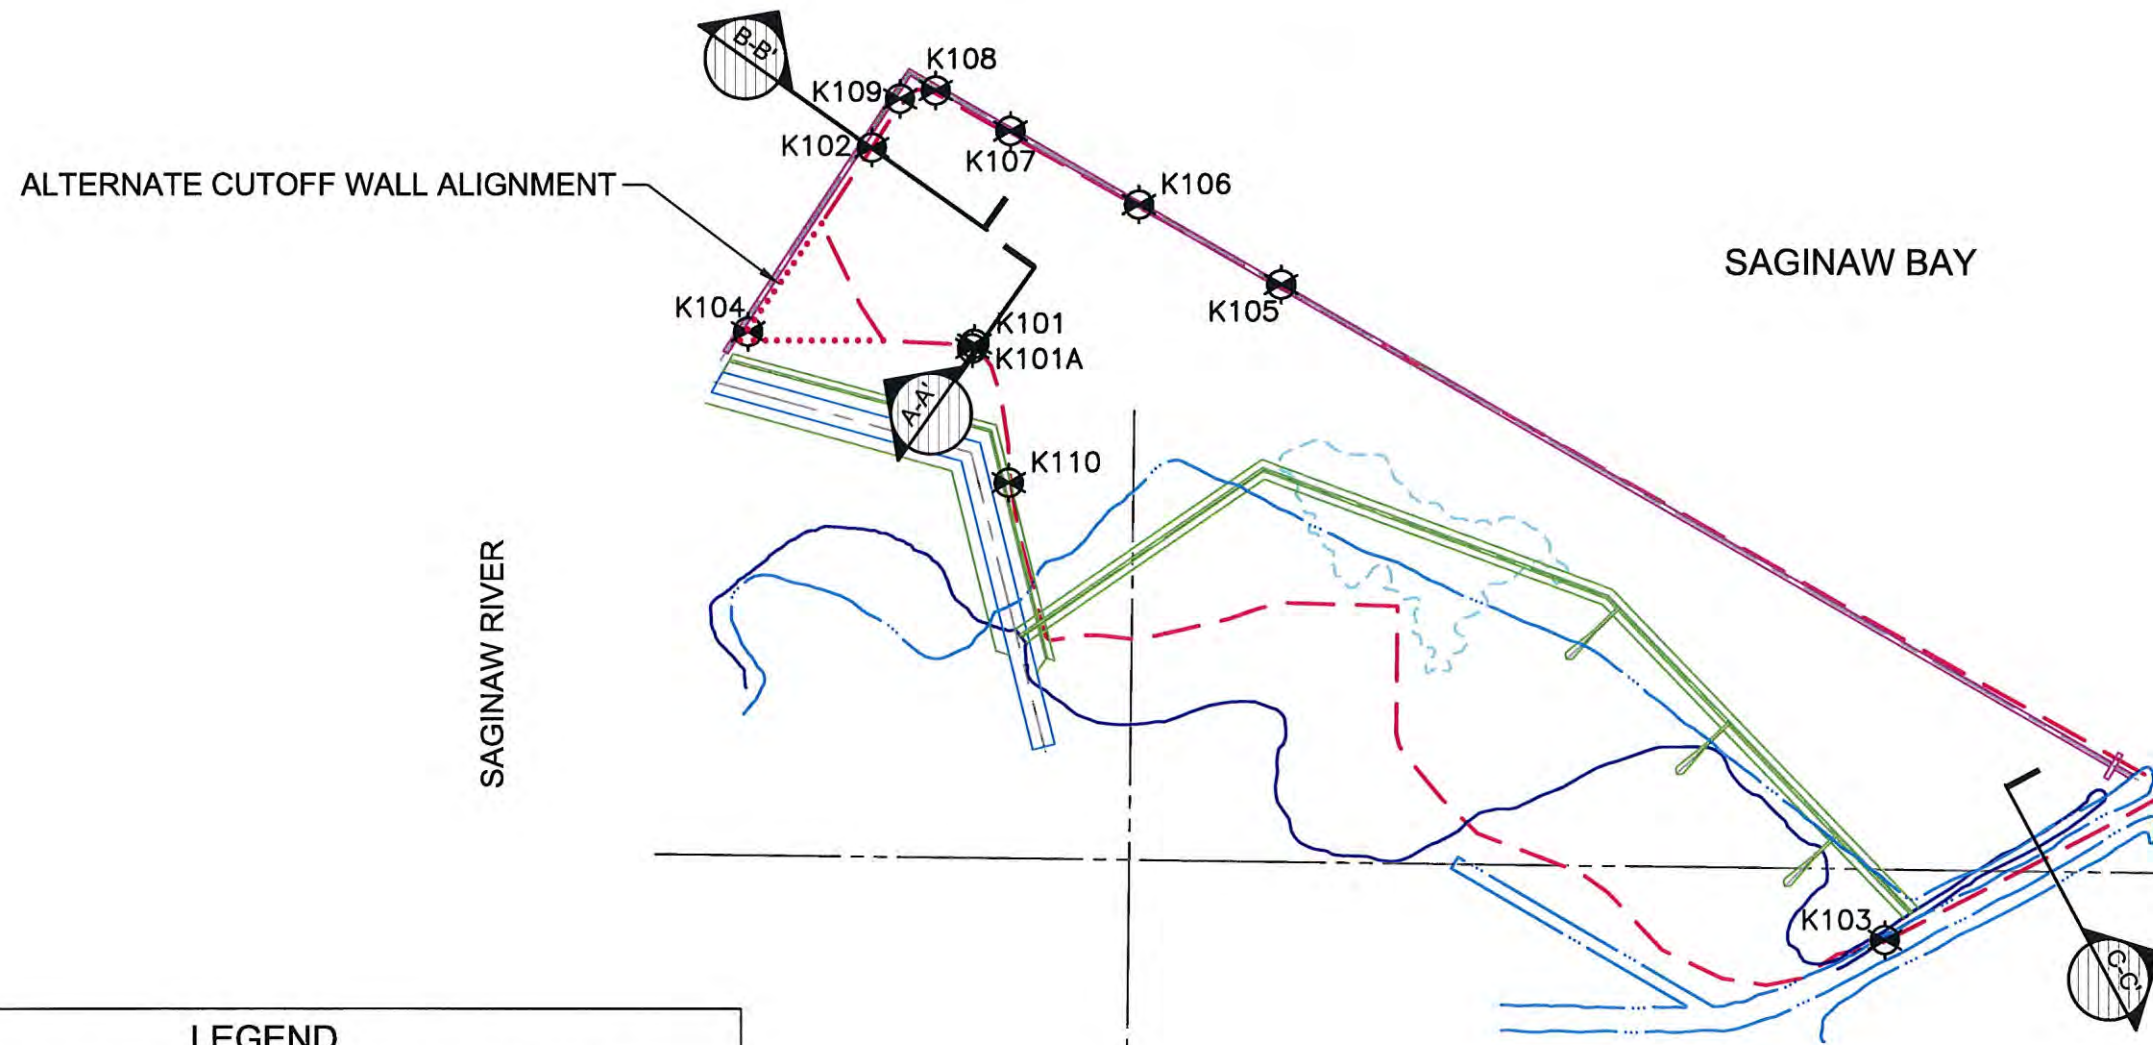 B-B'
K108
K109
K102
K107
ALTERNATE CUTOFF WALL ALIGNMENT
K106
SAGINAW BAY
K104
K105
K101
K101A
A-A'
K110
SAGINAW RIVER
K103
C-C'
LEGEND